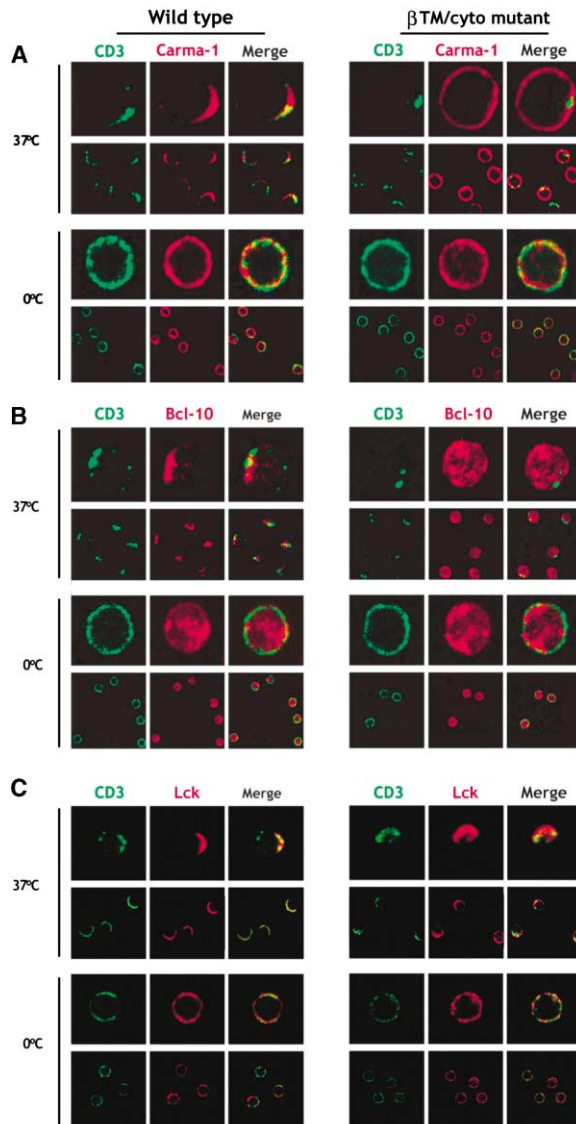 Wild type
βTM/cyto mutant
A
CD3 Carma-1 Merge
CD3 Carma-1 Merge
37ºC
0ºC
B
CD3 Bcl-10 Merge
CD3 Bcl-10 Merge
37ºC
0ºC
C
CD3 Lck Merge
CD3 Lck Merge
37ºC
0ºC